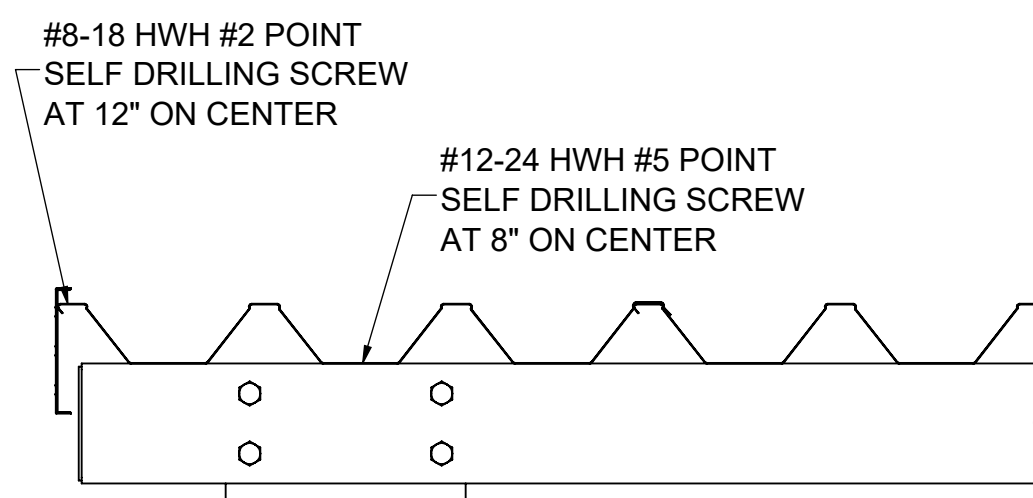 #8-18 HWH #2 POINT
SELF DRILLING SCREW
AT 12" ON CENTER
#12-24 HWH #5 POINT
SELF DRILLING SCREW
AT 8" ON CENTER